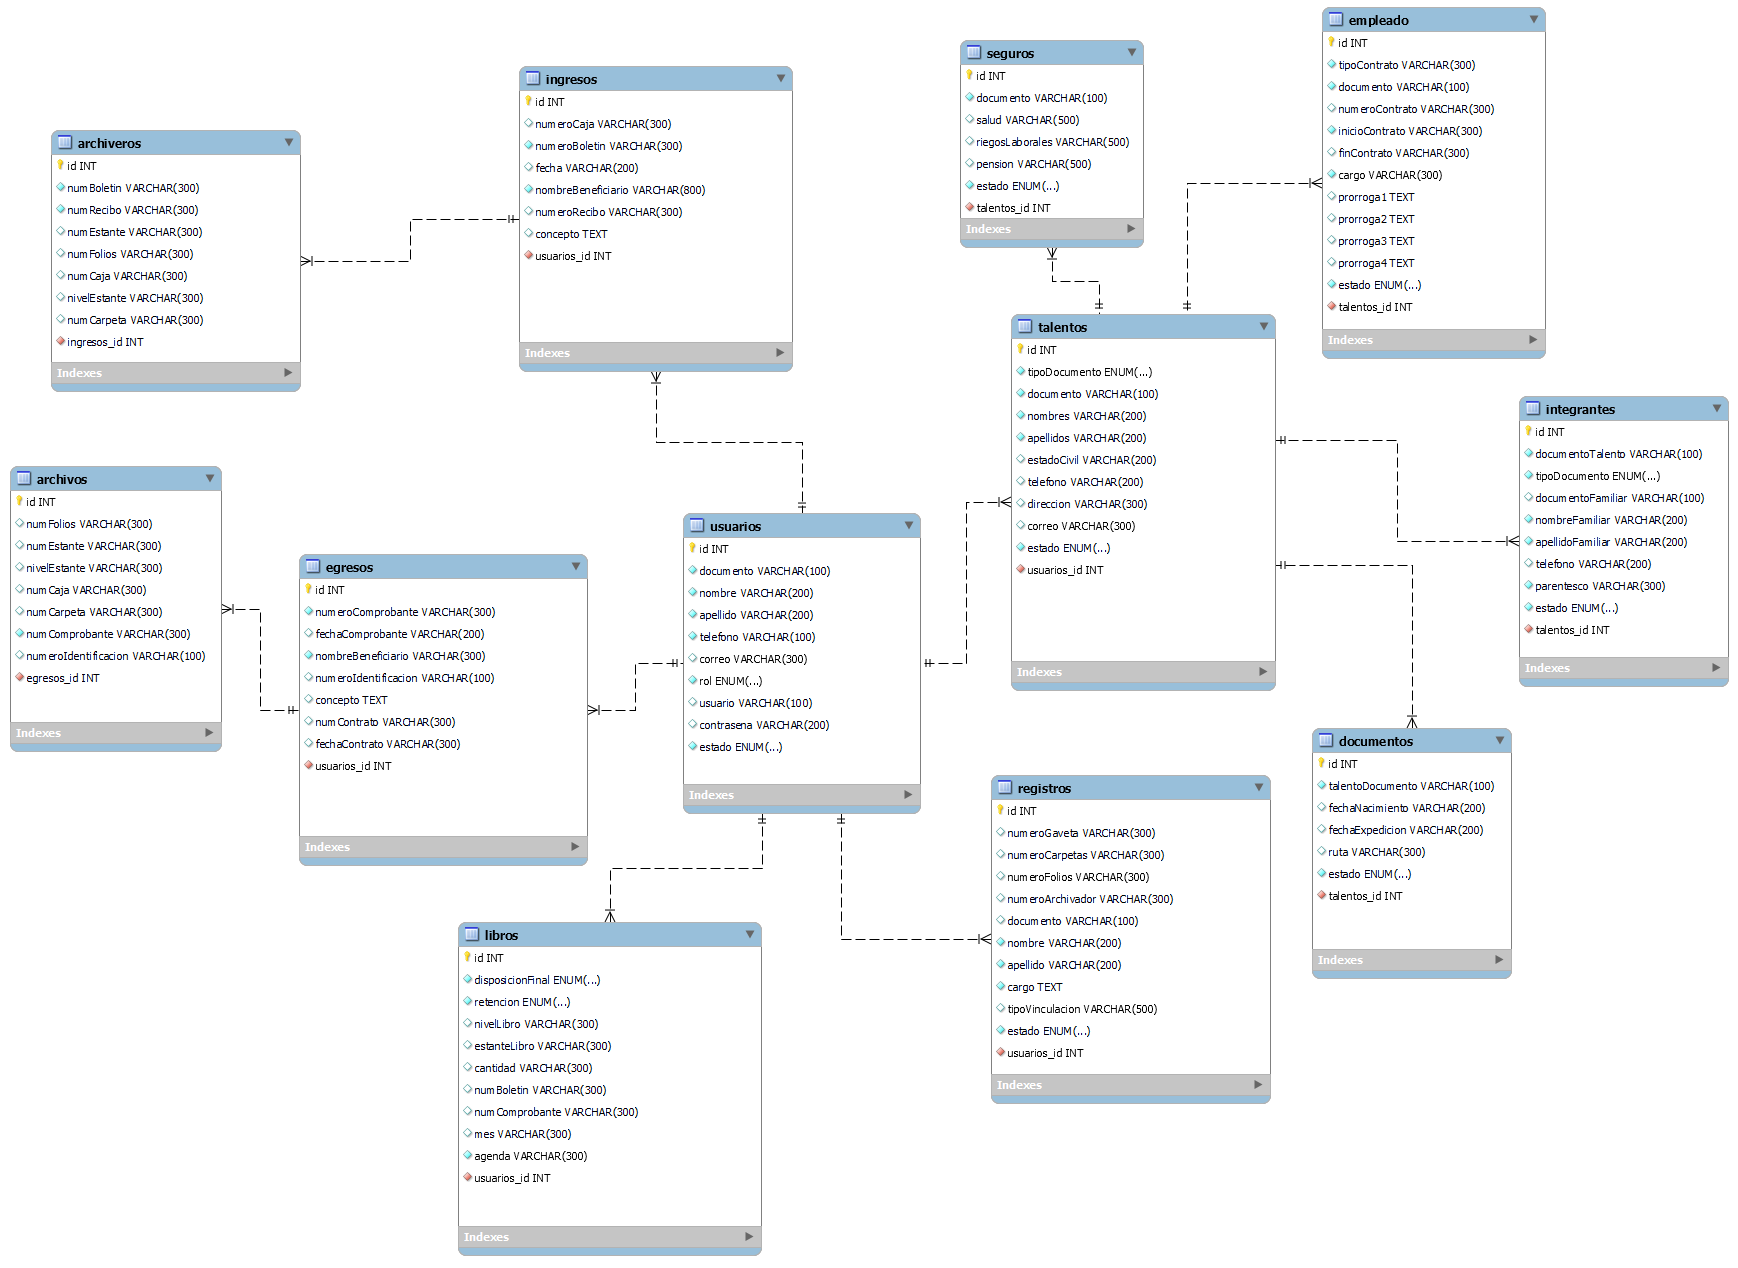 archiveros
id INT
numBoletin VARCHAR(300)
numRecibo VARCHAR(300)
numEstante VARCHAR(300)
numFolios VARCHAR(300)
numCaja VARCHAR(300)
nivelEstante VARCHAR(300)
numCarpeta VARCHAR(300)
ingresos_id INT
Indexes
ingresos
id INT
numeroCaja VARCHAR(300)
numeroBoletin VARCHAR(300)
fecha VARCHAR(200)
nombreBeneficiario VARCHAR(800)
numeroRecibo VARCHAR(300)
concepto TEXT
usuarios_id INT
Indexes
seguros
id INT
documento VARCHAR(100)
salud VARCHAR(500)
riegosLaborales VARCHAR(500)
pension VARCHAR(500)
estado ENUM(...)
talentos_id INT
Indexes
empleado
id INT
tipoContrato VARCHAR(300)
documento VARCHAR(100)
numeroContrato VARCHAR(300)
inicioContrato VARCHAR(300)
finContrato VARCHAR(300)
cargo VARCHAR(300)
prorroga1 TEXT
prorroga2 TEXT
prorroga3 TEXT
prorroga4 TEXT
estado ENUM(...)
talentos_id INT
Indexes
talentos
id INT
tipoDocumento ENUM(...)
documento VARCHAR(100)
nombres VARCHAR(200)
apellidos VARCHAR(200)
estadoCivil VARCHAR(200)
telefono VARCHAR(200)
direccion VARCHAR(300)
correo VARCHAR(300)
estado ENUM(...)
usuarios_id INT
Indexes
integrantes
id INT
documentoTalento VARCHAR(100)
tipoDocumento ENUM(...)
documentoFamiliar VARCHAR(100)
nombreFamiliar VARCHAR(200)
apellidoFamiliar VARCHAR(200)
telefono VARCHAR(200)
parentesco VARCHAR(300)
estado ENUM(...)
talentos_id INT
Indexes
archivos
id INT
numFolios VARCHAR(300)
numEstante VARCHAR(300)
nivelEstante VARCHAR(300)
numCaja VARCHAR(300)
numCarpeta VARCHAR(300)
numComprobante VARCHAR(300)
numeroIdentificacion VARCHAR(100)
egresos_id INT
Indexes
egresos
id INT
numeroComprobante VARCHAR(300)
fechaComprobante VARCHAR(200)
nombreBeneficiario VARCHAR(300)
numeroIdentificacion VARCHAR(100)
concepto TEXT
numContrato VARCHAR(300)
fechaContrato VARCHAR(300)
usuarios_id INT
Indexes
usuarios
id INT
documento VARCHAR(100)
nombre VARCHAR(200)
apellido VARCHAR(200)
telefono VARCHAR(100)
correo VARCHAR(300)
rol ENUM(...)
usuario VARCHAR(100)
contrasena VARCHAR(200)
estado ENUM(...)
Indexes
documentos
id INT
talentoDocumento VARCHAR(100)
fechaNacimiento VARCHAR(200)
fechaExpedicion VARCHAR(200)
ruta VARCHAR(300)
estado ENUM(...)
talentos_id INT
Indexes
registros
id INT
numeroGaveta VARCHAR(300)
numeroCarpetas VARCHAR(300)
numeroFolios VARCHAR(300)
numeroArchivador VARCHAR(300)
documento VARCHAR(100)
nombre VARCHAR(200)
apellido VARCHAR(200)
cargo TEXT
tipoVinculacion VARCHAR(500)
estado ENUM(...)
usuarios_id INT
Indexes
libros
id INT
disposicionFinal ENUM(...)
retencion ENUM(...)
nivelLibro VARCHAR(300)
estanteLibro VARCHAR(300)
cantidad VARCHAR(300)
numBoletin VARCHAR(300)
numComprobante VARCHAR(300)
mes VARCHAR(300)
agenda VARCHAR(300)
usuarios_id INT
Indexes